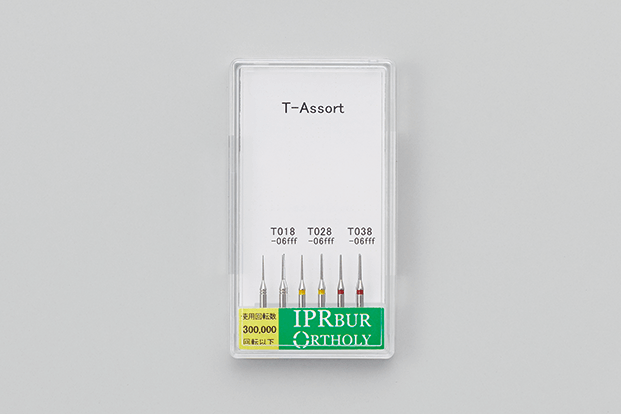 T-Assort
T018 T028 T038
-06fff -06fff -06fff
使用回転数
300,000
回転以下
IPRBUR
ORTHOLY